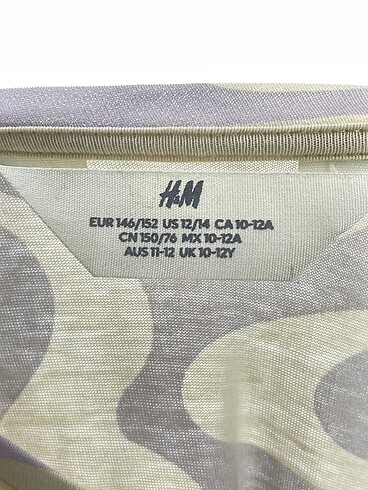 H&M
EUR 146/152 US 12/14 CA 10-12A
CN 150/76 MX 10-12A
AUS 11-12 UK 10-12Y